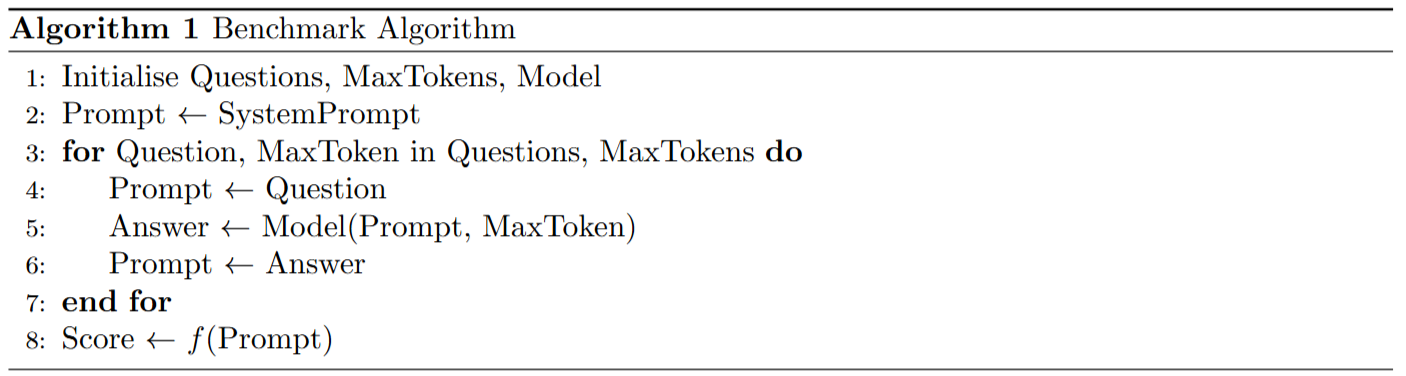 Algorithm 1 Benchmark Algorithm
1: Initialise Questions, MaxTokens, Model
2: Prompt ← SystemPrompt
3: for Question, MaxToken in Questions, MaxTokens do
4: Prompt ← Question
5: Answer ← Model(Prompt, MaxToken)
6: Prompt ← Answer
7: end for
8: Score ← f(Prompt)